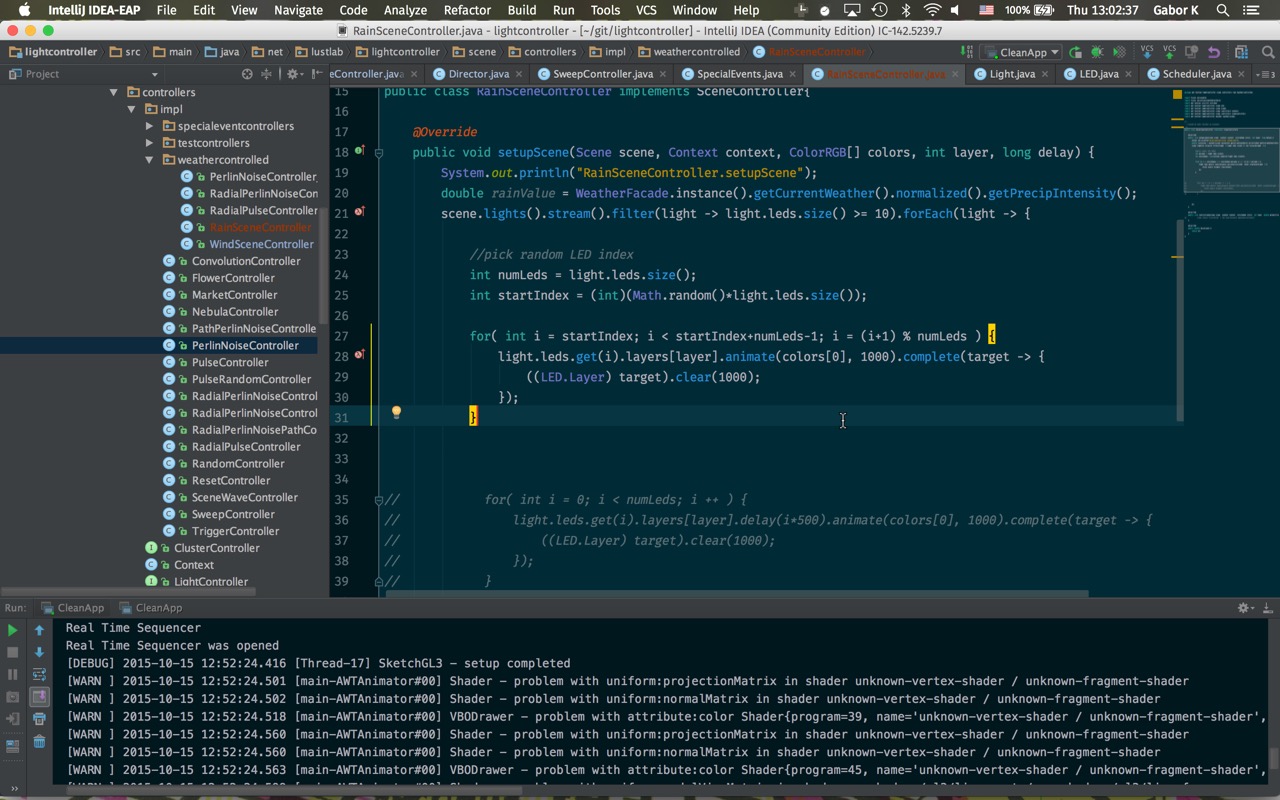 IntelliJ IDEA-EAP File Edit View Navigate Code Analyze Refactor Build Run Tools VCS Window Help 100% Thu 13:02:37 Gabor K
RainSceneController.java - lightcontroller - [~/git/lightcontroller] - IntelliJ IDEA (Community Edition) IC-142.5239.7
lightcontroller src main java net lustlab lightcontroller scene controllers impl weathercontrolled RainSceneController CleanApp VCS VCS
Project
eController.java Director.java SweepController.java SpecialEvents.java RainSceneController.java Light.java LED.java Scheduler.java
controllers
impl
specialeventcontrollers
testcontrollers
weathercontrolled
PerlinNoiseController
RadialPerlinNoiseCon
RadialPulseController
RainSceneController
WindSceneController
ConvolutionController
FlowerController
MarketController
NebulaController
PathPerlinNoiseControlle
PerlinNoiseController
PulseController
PulseRandomController
RadialPerlinNoiseControl
RadialPerlinNoiseControl
RadialPerlinNoisePathCo
RadialPulseController
RandomController
ResetController
SceneWaveController
SweepController
TriggerController
ClusterController
Context
LightController
15 public class RainSceneController implements SceneController{
16
17 @Override
18 public void setupScene(Scene scene, Context context, ColorRGB[] colors, int layer, long delay) {
19 System.out.println("RainSceneController.setupScene");
20 double rainValue = WeatherFacade.instance().getCurrentWeather().normalized().getPrecipIntensity();
21 scene.lights().stream().filter(light -> light.leds.size() >= 10).forEach(light -> {
22
23 //pick random LED index
24 int numLeds = light.leds.size();
25 int startIndex = (int)(Math.random()*light.leds.size());
26
27 for( int i = startIndex; i < startIndex+numLeds-1; i = (i+1) % numLeds ) {
28 light.leds.get(i).layers[layer].animate(colors[0], 1000).complete(target -> {
29 ((LED.Layer) target).clear(1000);
30 });
31 }
32
33
34
35 // for( int i = 0; i < numLeds; i ++ ) {
36 // light.leds.get(i).layers[layer].delay(i*500).animate(colors[0], 1000).complete(target -> {
37 // ((LED.Layer) target).clear(1000);
38 // });
39 // }
Run: CleanApp CleanApp
Real Time Sequencer
Real Time Sequencer was opened
[DEBUG] 2015-10-15 12:52:24.416 [Thread-17] SketchGL3 - setup completed
[WARN ] 2015-10-15 12:52:24.501 [main-AWTAnimator#00] Shader - problem with uniform:projectionMatrix in shader unknown-vertex-shader / unknown-fragment-shader
[WARN ] 2015-10-15 12:52:24.502 [main-AWTAnimator#00] Shader - problem with uniform:normalMatrix in shader unknown-vertex-shader / unknown-fragment-shader
[WARN ] 2015-10-15 12:52:24.518 [main-AWTAnimator#00] VBODrawer - problem with attribute:color Shader{program=39, name='unknown-vertex-shader / unknown-fragment-shader',
[WARN ] 2015-10-15 12:52:24.560 [main-AWTAnimator#00] Shader - problem with uniform:projectionMatrix in shader unknown-vertex-shader / unknown-fragment-shader
[WARN ] 2015-10-15 12:52:24.560 [main-AWTAnimator#00] Shader - problem with uniform:normalMatrix in shader unknown-vertex-shader / unknown-fragment-shader
[WARN ] 2015-10-15 12:52:24.563 [main-AWTAnimator#00] VBODrawer - problem with attribute:color Shader{program=45, name='unknown-vertex-shader / unknown-fragment-shader',